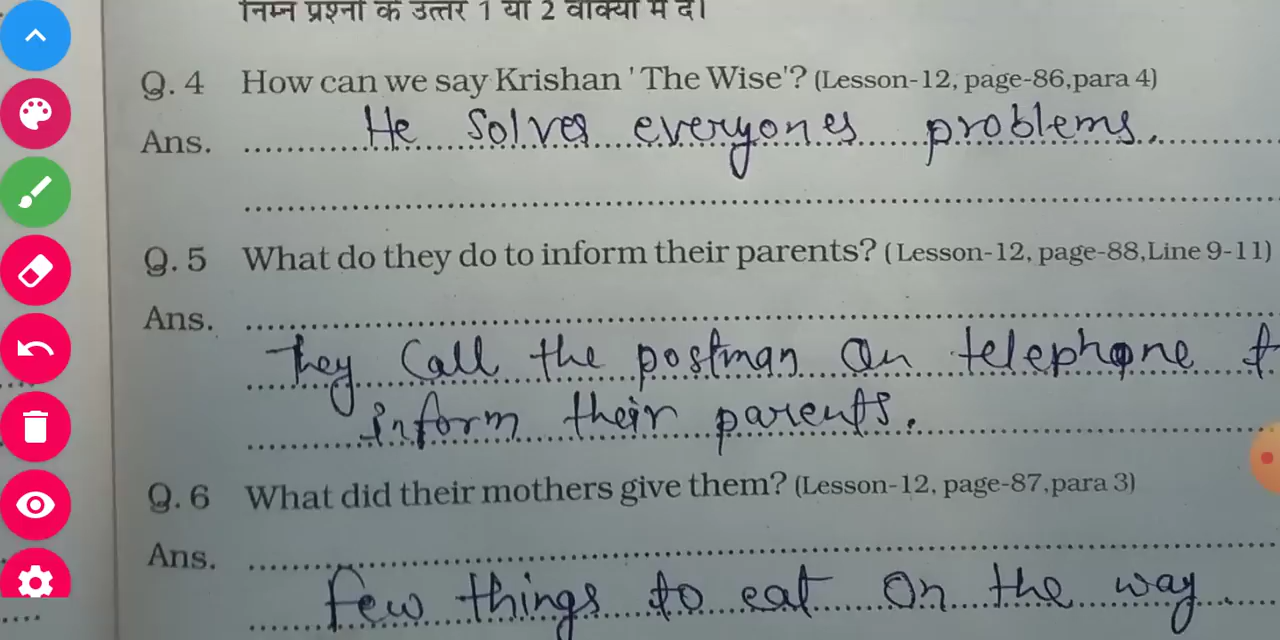 निम्न प्रश्नों के उत्तर 1 या 2 वाक्यों में दें।
Q. 4 How can we say Krishan ' The Wise'? (Lesson-12, page-86,para 4)
Ans. He solves everyones problems.
Q. 5 What do they do to inform their parents? (Lesson-12, page-88,Line 9-11)
Ans.
They call the postman on telephone
inform their parents.
Q. 6 What did their mothers give them? (Lesson-12, page-87,para 3)
Ans.
few things to eat on the way.